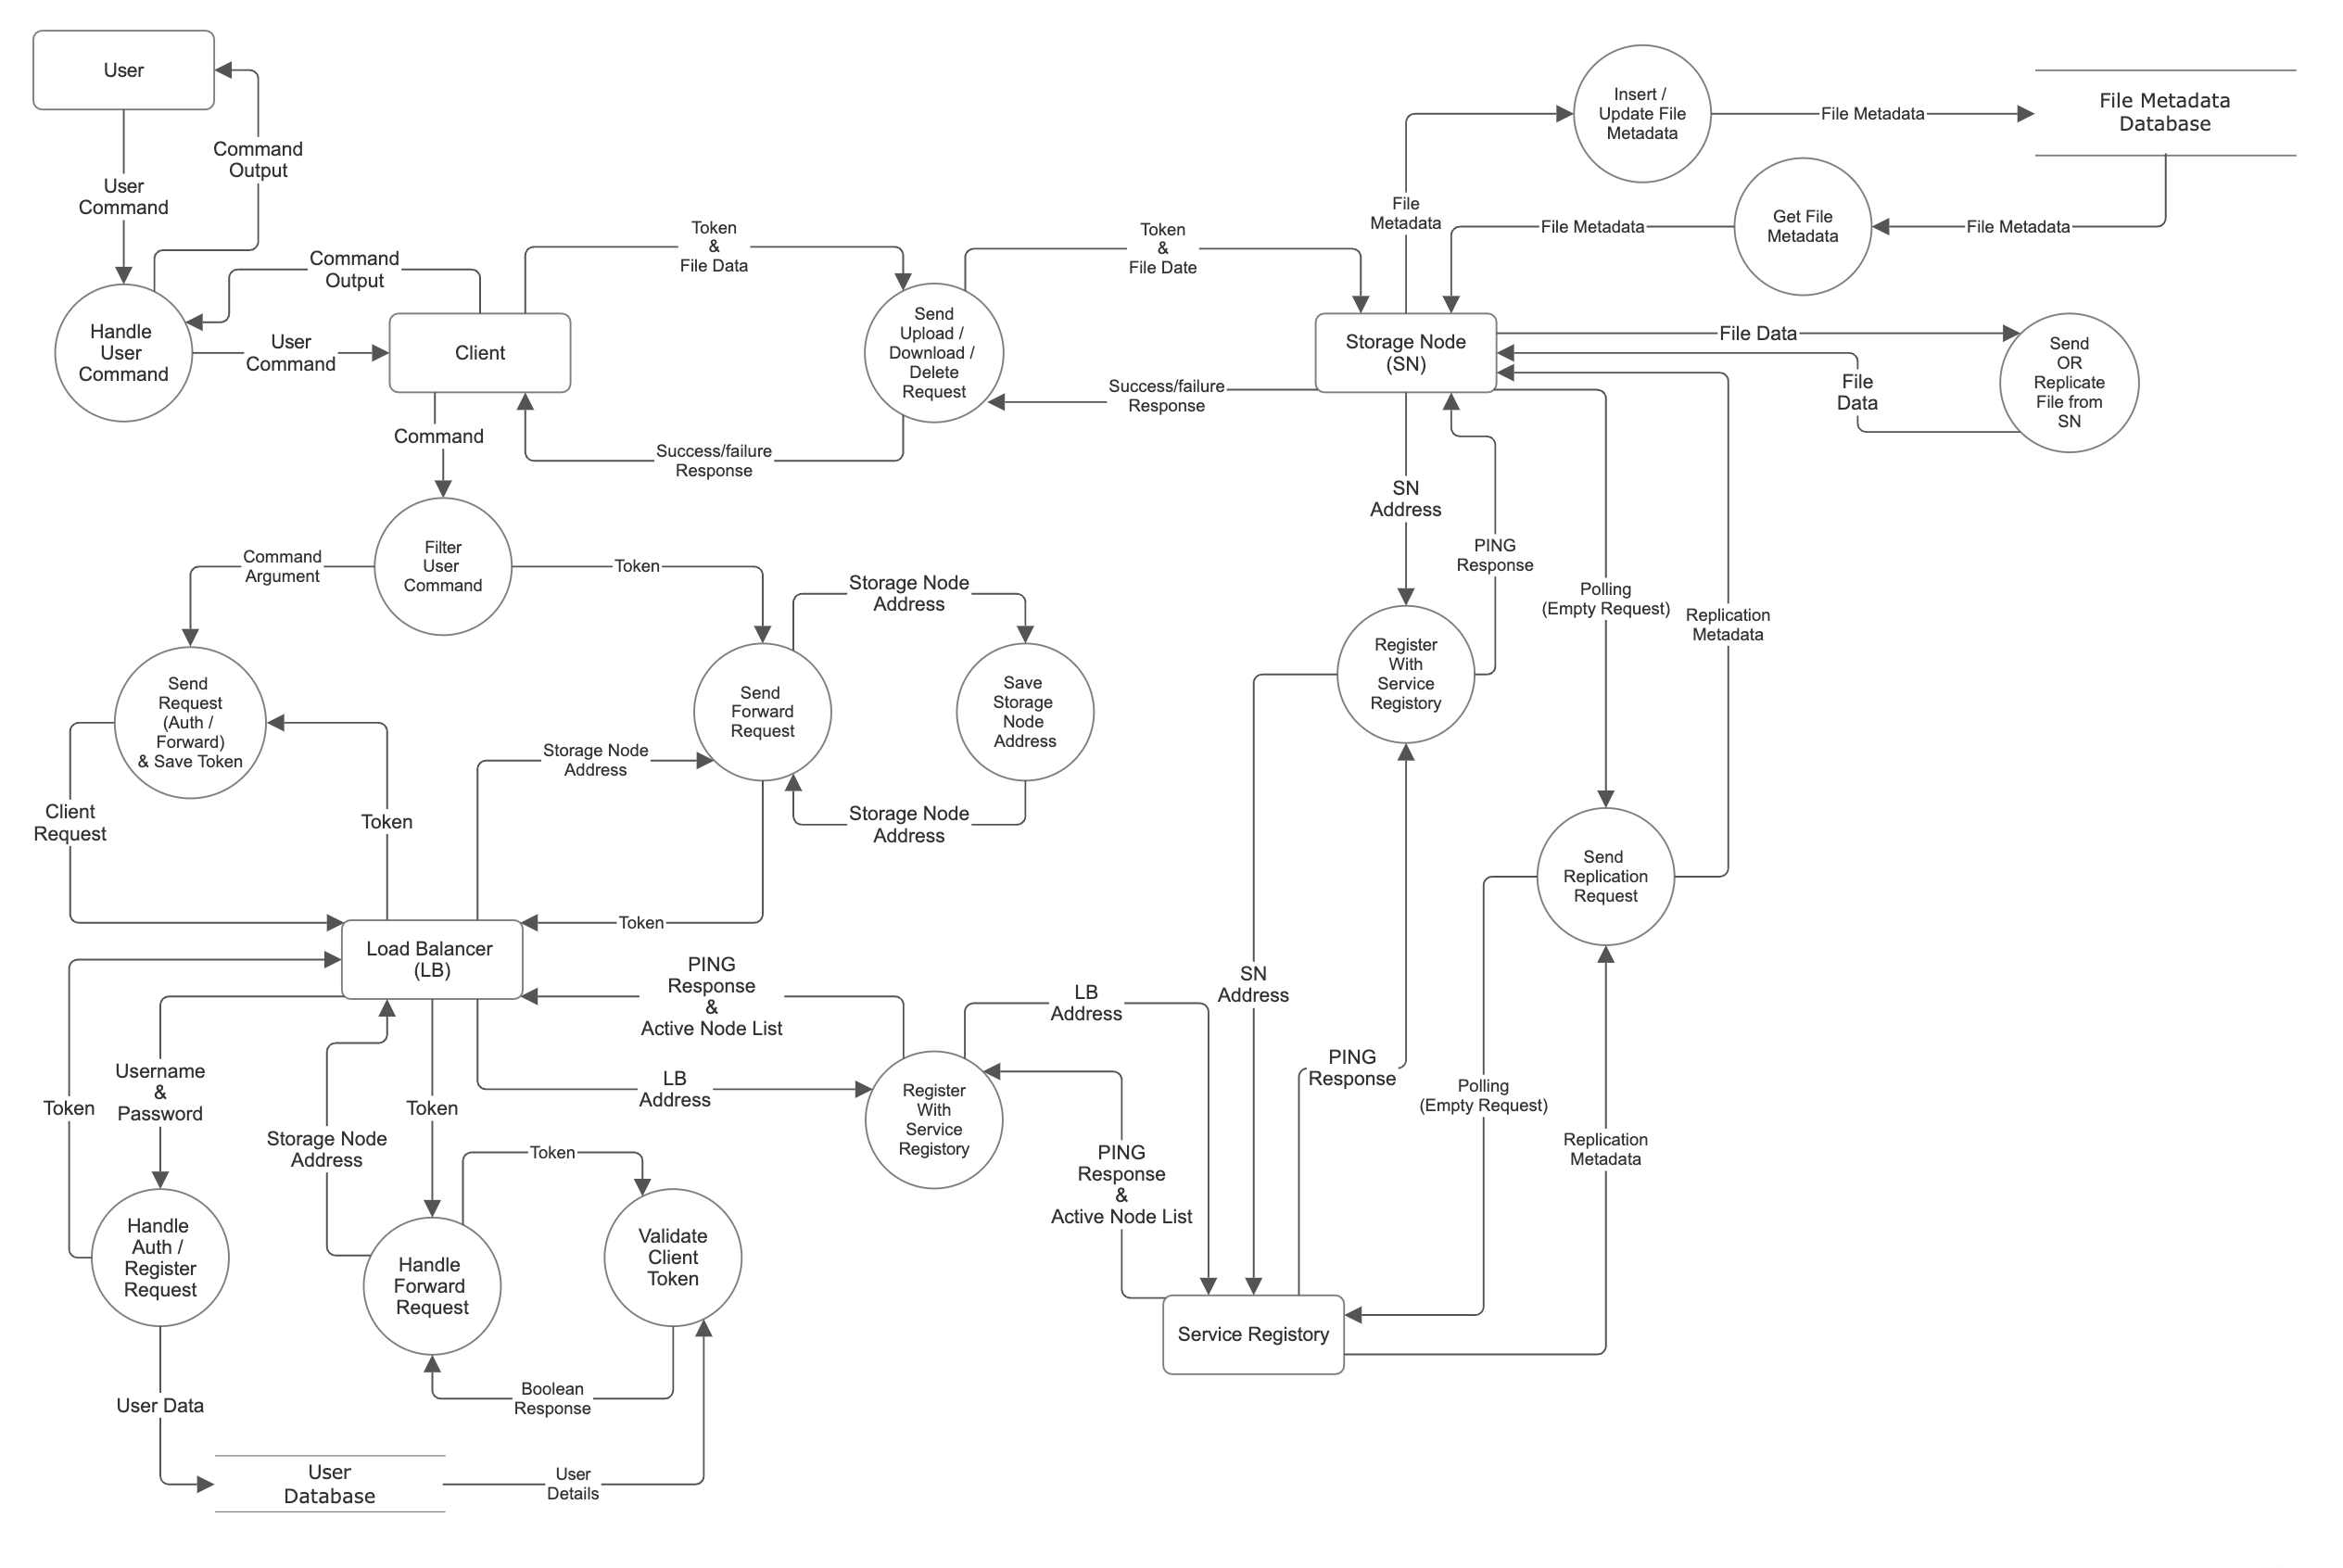 User
Command
Output
User
Command
Handle
User
Command
Command
Output
User
Command
Client
Token
&
File Data
Send
Upload /
Download /
Delete
Request
Success/failure
Response
Token
&
File Date
Success/failure
Response
Storage Node
(SN)
File
Metadata
Insert /
Update File
Metadata
File Metadata
File Metadata
Database
File Metadata
Get File
Metadata
File Metadata
File Data
File
Data
Send
OR
Replicate
File from
SN
Command
Filter
User
Command
Command
Argument
Token
Send
Request
(Auth /
Forward)
& Save Token
Client
Request
Token
Storage Node
Address
Send
Forward
Request
Storage Node
Address
Save
Storage
Node
Address
Storage Node
Address
Token
SN
Address
PING
Response
Polling
(Empty Request)
Replication
Metadata
Register
With
Service
Registory
Send
Replication
Request
Load Balancer
(LB)
PING
Response
&
Active Node List
LB
Address
Register
With
Service
Registory
LB
Address
SN
Address
PING
Response
PING
Response
&
Active Node List
Polling
(Empty Request)
Replication
Metadata
Service Registory
Token
Username
&
Password
Storage Node
Address
Token
Token
Handle
Auth /
Register
Request
Handle
Forward
Request
Validate
Client
Token
Boolean
Response
User Data
User
Database
User
Details